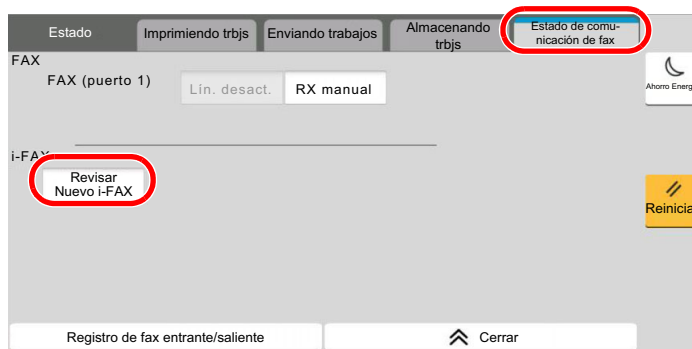 Estado
Imprimiendo trbjs
Enviando trabajos
Almacenando
trbjs
Estado de comu-
nicación de fax
FAX
FAX (puerto 1)
Lín. desact.
RX manual
Ahorro Energ
i-FAX
Revisar
Nuevo i-FAX
Reinicia
Registro de fax entrante/saliente
Cerrar